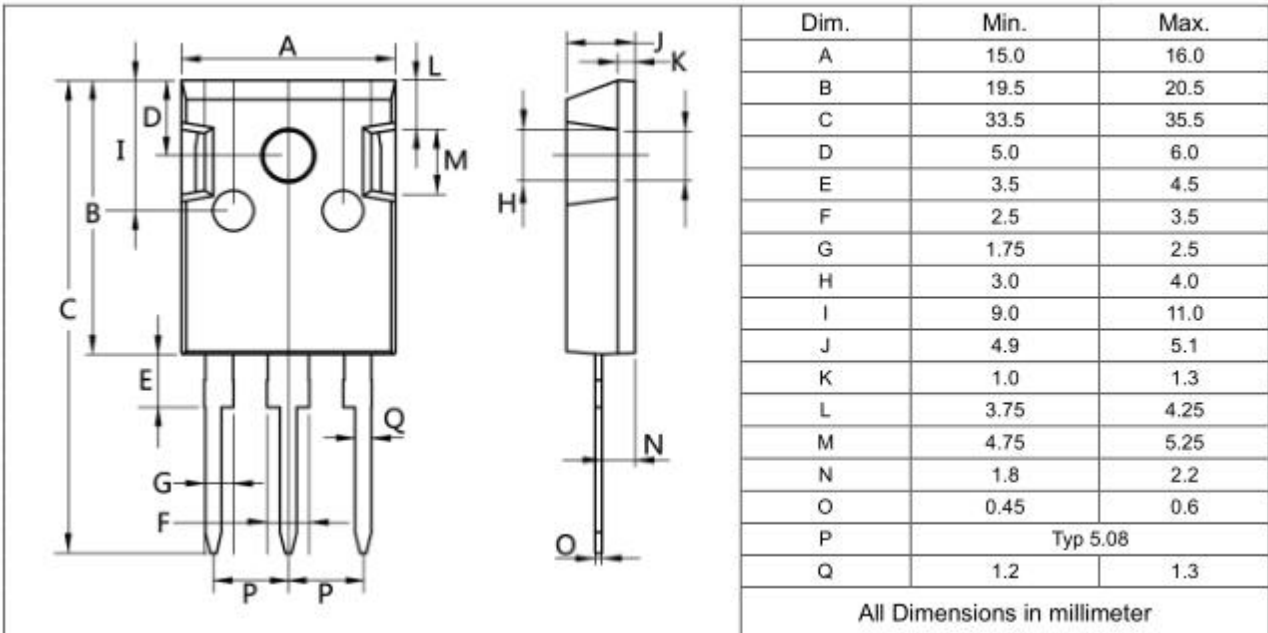 A
J
K
L
D
I
M
H
B
C
E
Q
N
G
F
O
P P
Dim. Min. Max.
A 15.0 16.0
B 19.5 20.5
C 33.5 35.5
D 5.0 6.0
E 3.5 4.5
F 2.5 3.5
G 1.75 2.5
H 3.0 4.0
I 9.0 11.0
J 4.9 5.1
K 1.0 1.3
L 3.75 4.25
M 4.75 5.25
N 1.8 2.2
O 0.45 0.6
P Typ 5.08
Q 1.2 1.3
All Dimensions in millimeter